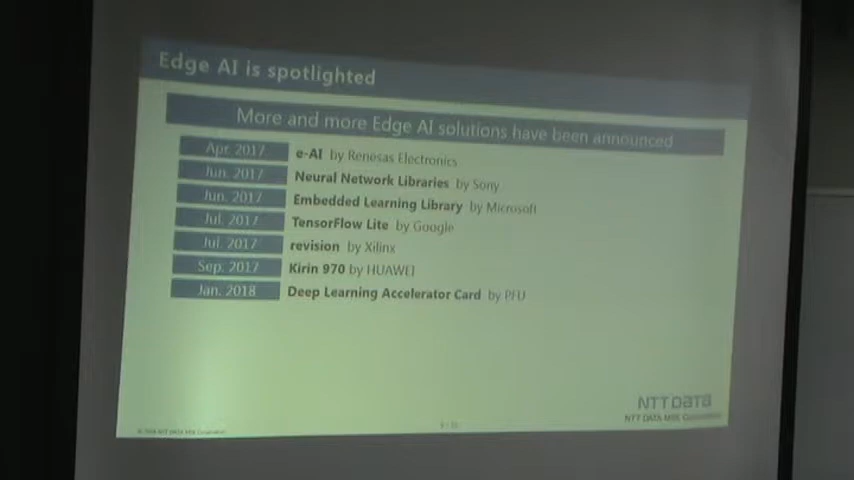 Edge AI is spotlighted
More and more Edge AI solutions have been announced
Apr. 2017 e-AI by Renesas Electronics
Jun. 2017 Neural Network Libraries by Sony
Jun. 2017 Embedded Learning Library by Microsoft
Jul. 2017 TensorFlow Lite by Google
Jul. 2017 revision by Xilinx
Sep. 2017 Kirin 970 by HUAWEI
Jan. 2018 Deep Learning Accelerator Card by PFU
NTT DATA
NTT DATA MSE Corporation